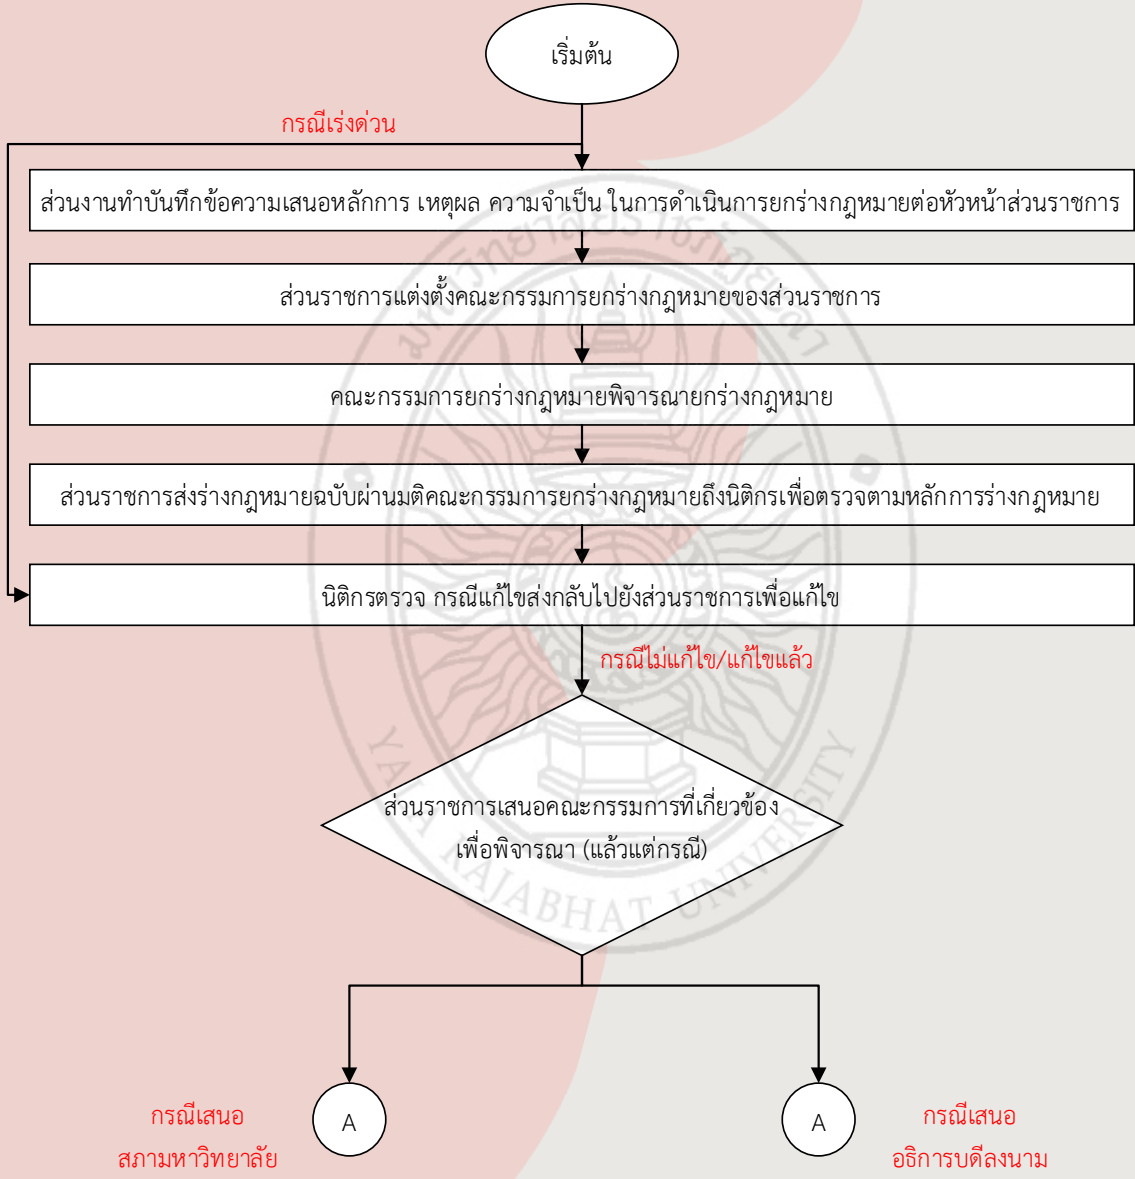 เริ่มต้น
กรณีเร่งด่วน
ส่วนงานทำบันทึกข้อความเสนอหลักการ เหตุผล ความจำเป็น ในการดำเนินการยกร่างกฎหมายต่อหัวหน้าส่วนราชการ
ส่วนราชการแต่งตั้งคณะกรรมการยกร่างกฎหมายของส่วนราชการ
คณะกรรมการยกร่างกฎหมายพิจารณายกร่างกฎหมาย
ส่วนราชการส่งร่างกฎหมายฉบับผ่านมติคณะกรรมการยกร่างกฎหมายถึงนิติกรเพื่อตรวจตามหลักการร่างกฎหมาย
นิติกรตรวจ กรณีแก้ไขส่งกลับไปยังส่วนราชการเพื่อแก้ไข
กรณีไม่แก้ไข/แก้ไขแล้ว
ส่วนราชการเสนอคณะกรรมการที่เกี่ยวข้อง
เพื่อพิจารณา (แล้วแต่กรณี)
กรณีเสนอ
สภามหาวิทยาลัย
A
A
กรณีเสนอ
อธิการบดีลงนาม
มหาวิทยาลัยราชภัฏยะลา
YALA RAJABHAT UNIVERSITY